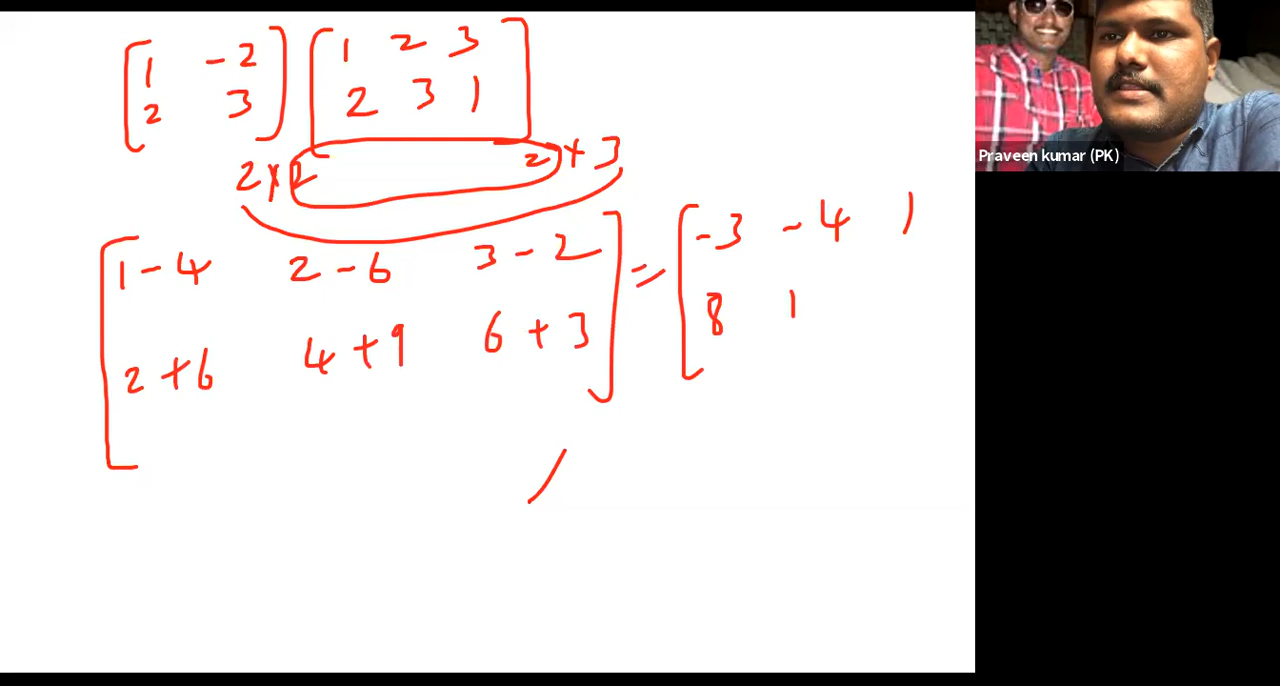 1 -2 1 2 3
2 3 2 3 1
2×2 2×3
1-4 2-6 3-2 = -3 -4 1
2+6 4+9 6+3 8 1
Praveen kumar (PK)